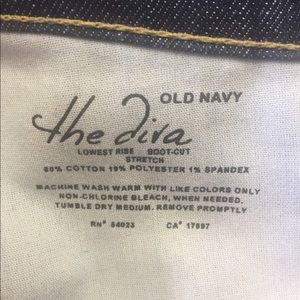 the diva
OLD NAVY
LOWEST RISE BOOT-CUT
STRETCH
80% COTTON 19% POLYESTER 1% SPANDEX
MACHINE WASH WARM WITH LIKE COLORS ONLY
NON-CHLORINE BLEACH, WHEN NEEDED.
TUMBLE DRY MEDIUM. REMOVE PROMPTLY
RN# 54023 CA# 17897